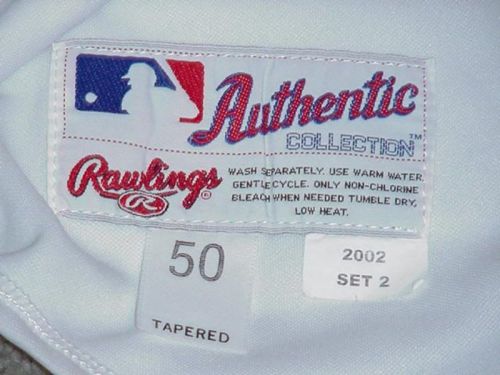 Authentic
COLLECTION™
Rawlings®
R
WASH SEPARATELY. USE WARM WATER,
GENTLE CYCLE. ONLY NON-CHLORINE
BLEACH WHEN NEEDED TUMBLE DRY,
LOW HEAT.
50
TAPERED
2002
SET 2